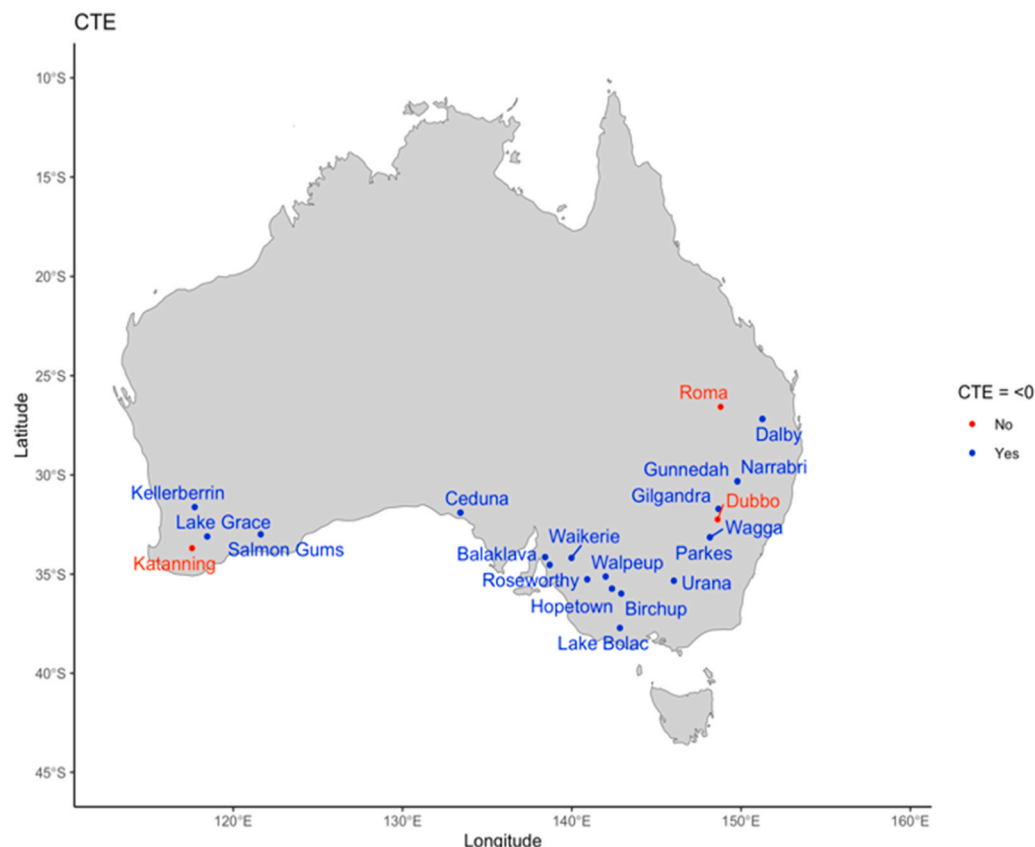 CTE
10°S
15°S
20°S
25°S
30°S
35°S
40°S
45°S
Latitude
Roma
Dalby
Gunnedah
Narrabri
Gilgandra
Dubbo
Wagga
Parkes
Kellerberrin
Lake Grace
Salmon Gums
Katanning
Ceduna
Waikerie
Balaklava
Walpeup
Roseworthy
Urana
Hopetown
Birchup
Lake Bolac
120°E
130°E
140°E
150°E
160°E
Longitude
CTE = <0
No
Yes